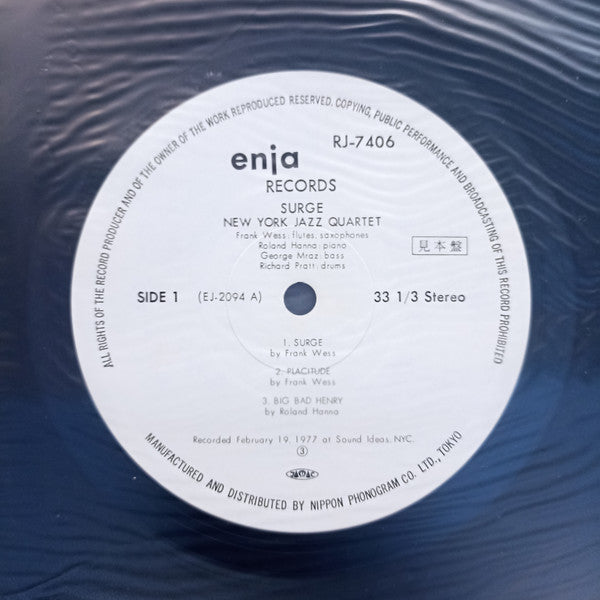 ALL RIGHTS OF THE RECORD PRODUCER AND OF THE OWNER OF THE WORK REPRODUCED RESERVED. COPYING, PUBLIC PERFORMANCE AND BROADCASTING OF THIS RECORD PROHIBITED
enja
RJ-7406
RECORDS
SURGE
NEW YORK JAZZ QUARTET
Frank Wess: flutes, saxophones
Roland Hanna: piano
George Mraz: bass
Richard Pratt: drums
見本盤
SIDE 1 (EJ-2094 A) 33 1/3 Stereo
1. SURGE
by Frank Wess
2. PLACITUDE
by Frank Wess
3. BIG BAD HENRY
by Roland Hanna
Recorded February 19, 1977 at Sound Ideas, NYC.
③
MANUFACTURED AND DISTRIBUTED BY NIPPON PHONOGRAM CO. LTD., TOKYO